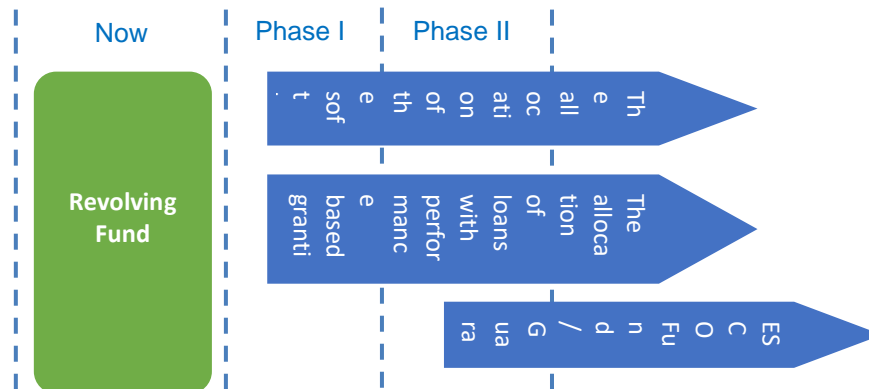 Now
Phase I
Phase II
Revolving
Fund
Th
e
all
oc
ati
on
of
th
e
sof
t
The
alloca
tion
of
loans
with
perfor
manc
e
based
granti
ES
C
O
Fu
n
d
/
G
ua
ra